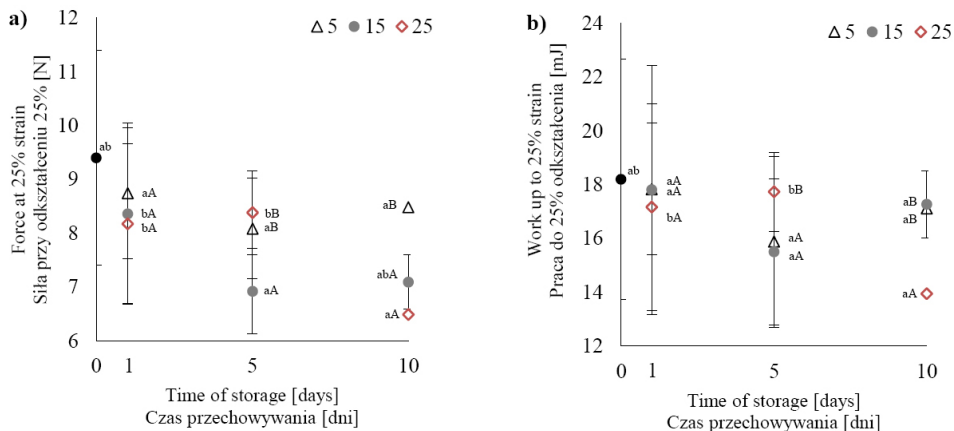 a)
Force at 25% strain
Siła przy odkształceniu 25% [N]
12
11
10
9
8
7
6
5 15 25
ab
aA
bA
bA
bB
aB
aA
aB
abA
aA
0 1 5 10
Time of storage [days]
Czas przechowywania [dni]
b)
Work up to 25% strain
Praca do 25% odkształcenia [mJ]
24
22
20
18
16
14
12
5 15 25
ab
aA
aA
bA
bB
aA
aA
aB
aB
aA
0 1 5 10
Time of storage [days]
Czas przechowywania [dni]